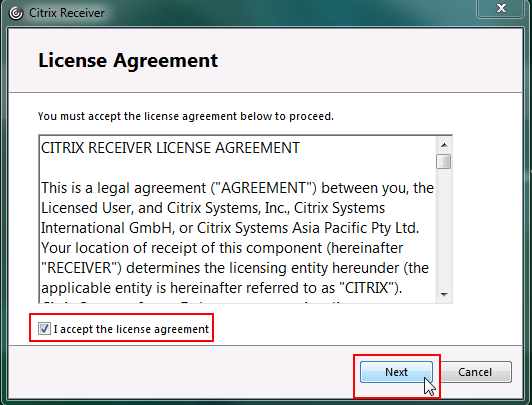 Citrix Receiver
License Agreement
You must accept the license agreement below to proceed.
CITRIX RECEIVER LICENSE AGREEMENT
This is a legal agreement ("AGREEMENT") between you, the
Licensed User, and Citrix Systems, Inc., Citrix Systems
International GmbH, or Citrix Systems Asia Pacific Pty Ltd.
Your location of receipt of this component (hereinafter
"RECEIVER") determines the licensing entity hereunder (the
applicable entity is hereinafter referred to as "CITRIX").
I accept the license agreement
Next
Cancel